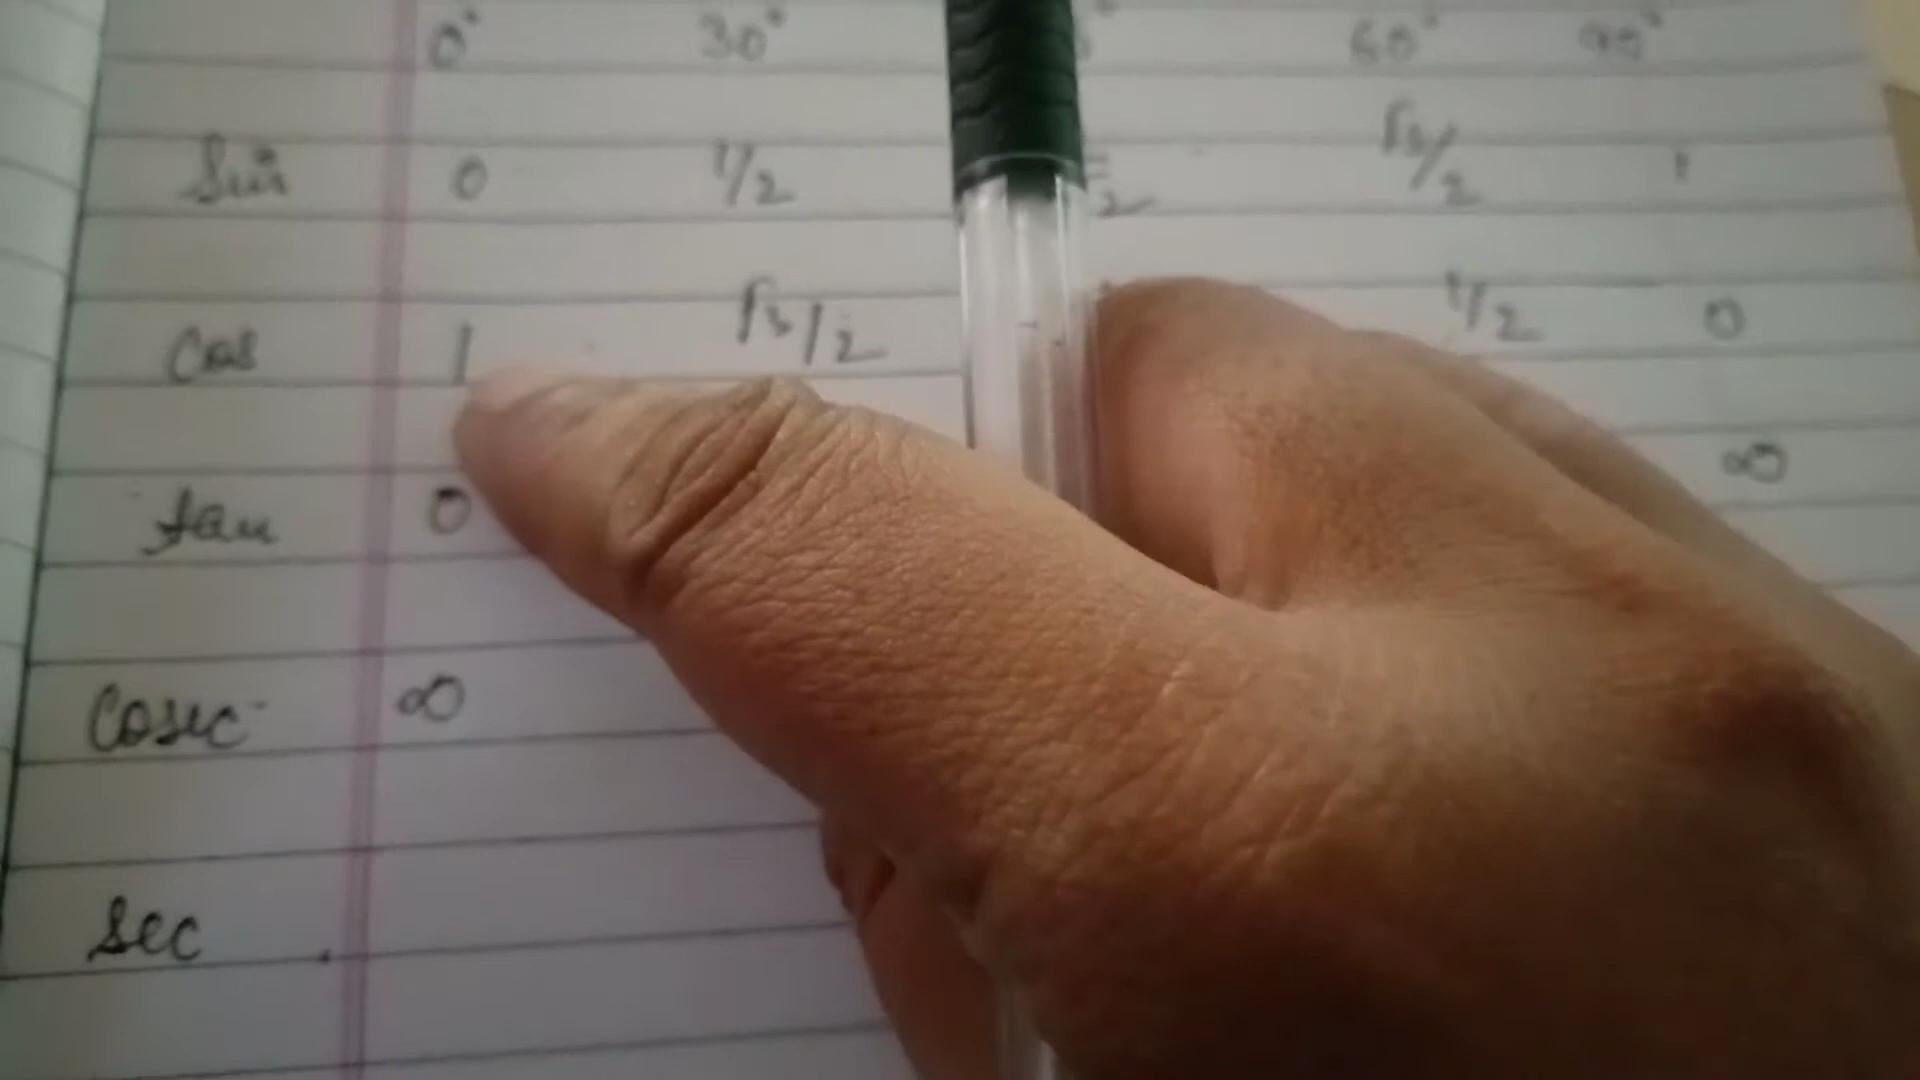 0° 30° 60° 90°
Sin 0 1/2 2 √3/2 1
Cos 1 √3/2 1/2 0
tan 0 ∞
Cosec ∞
Sec .